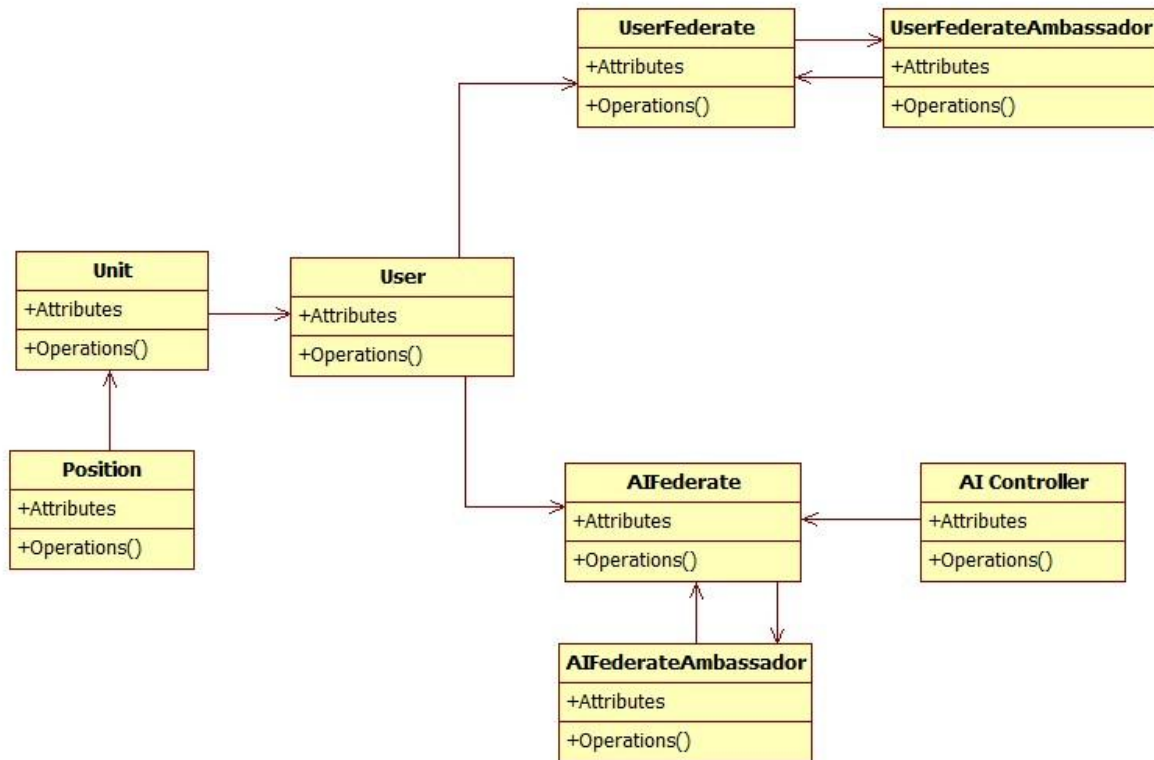 UserFederate
+Attributes
+Operations()
UserFederateAmbassador
+Attributes
+Operations()
Unit
+Attributes
+Operations()
User
+Attributes
+Operations()
Position
+Attributes
+Operations()
AIFederate
+Attributes
+Operations()
AI Controller
+Attributes
+Operations()
AIFederateAmbassador
+Attributes
+Operations()